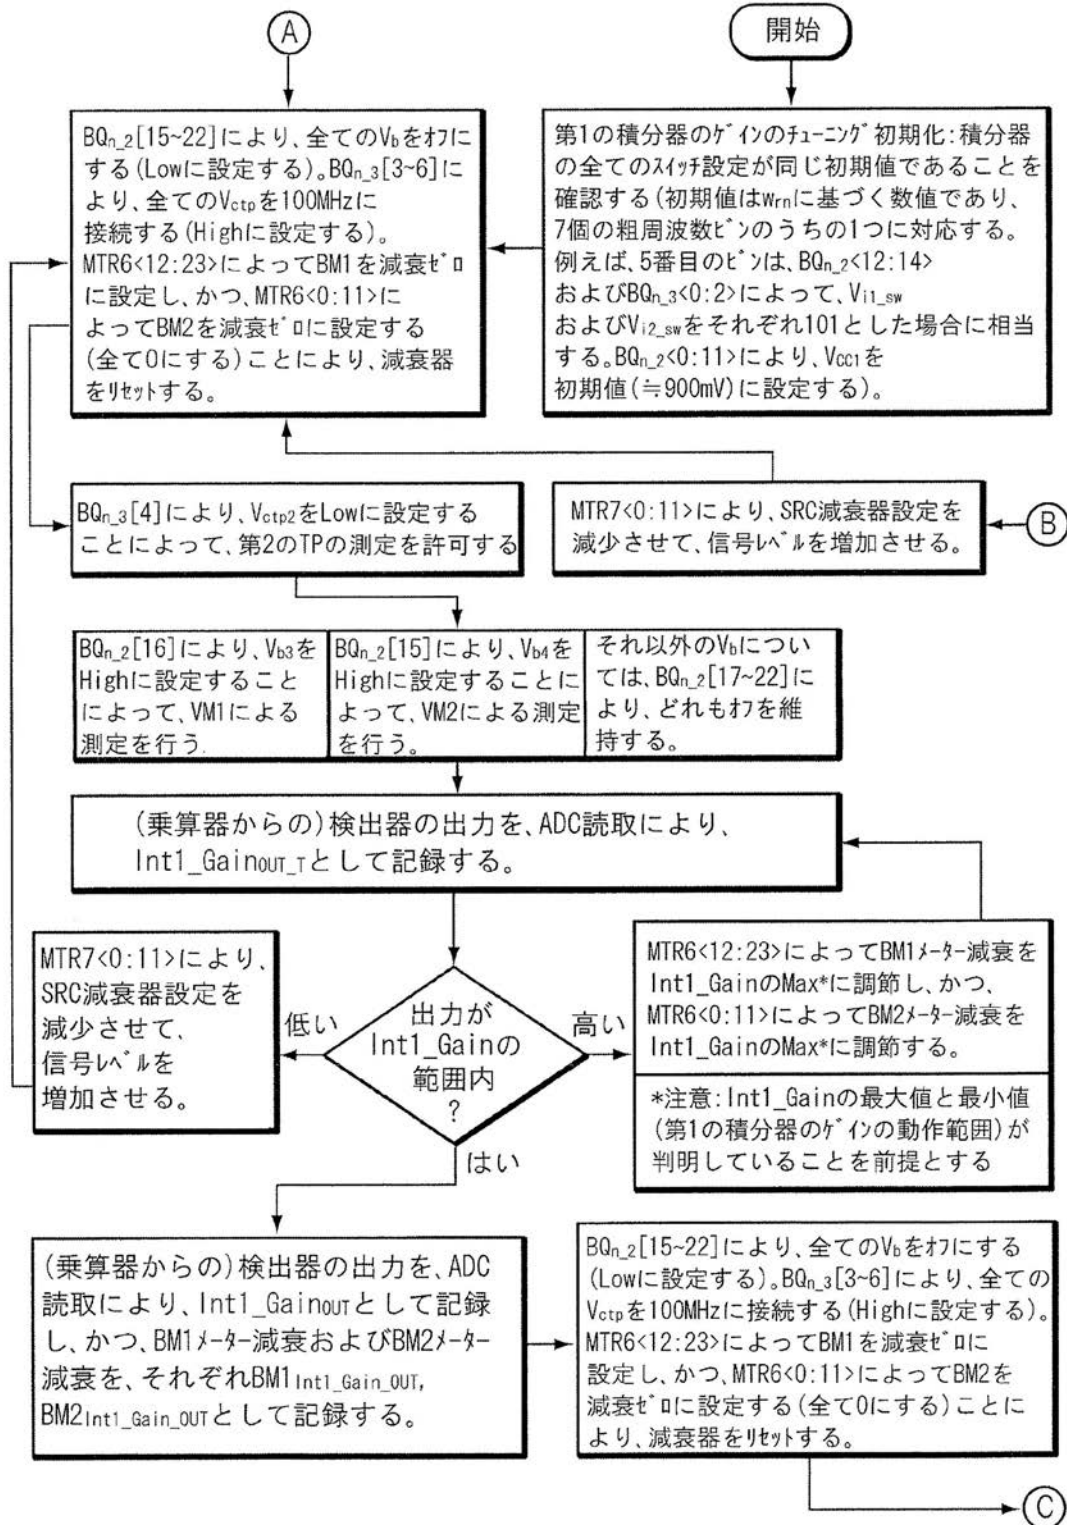 A
開始
BQn_2[15~22]により、全てのVbをオフに
する(Lowに設定する)。BQn_3[3~6]に
より、全てのVctpを100MHzに
接続する(Highに設定する)。
MTR6<12:23>によってBM1を減衰ゼロ
に設定し、かつ、MTR6<0:11>に
よってBM2を減衰ゼロに設定する
(全て0にする)ことにより、減衰器
をリセットする。
第1の積分器のゲインのチューニング初期化:積分器
の全てのスイッチ設定が同じ初期値であることを
確認する(初期値はwrnに基づく数値であり、
7個の粗周波数ビンのうちの1つに対応する。
例えば、5番目のビンは、BQn_2<12:14>
およびBQn_3<0:2>によって、Vi1_sw
およびVi2_swをそれぞれ101とした場合に相当
する。BQn_2<0:11>により、VCC1を
初期値(≒900mV)に設定する)。
BQn_3[4]により、Vctp2をLowに設定する
ことによって、第2のTPの測定を許可する
MTR7<0:11>により、SRC減衰器設定を
減少させて、信号レベルを増加させる。
B
BQn_2[16]により、Vb3を
Highに設定すること
によって、VM1による
測定を行う.
BQn_2[15]により、Vb4を
Highに設定することに
よって、VM2による測定
を行う。
それ以外のVbについ
ては、BQn_2[17~22]に
より、どれもオフを維
持する。
(乗算器からの)検出器の出力を、ADC読取により、
Int1_GainOUT_Tとして記録する。
MTR7<0:11>により、
SRC減衰器設定を
減少させて、
信号レベルを
増加させる。
低い
出力が
Int1_Gainの
範囲内
?
高い
はい
MTR6<12:23>によってBM1メーター減衰を
Int1_GainのMax*に調節し、かつ、
MTR6<0:11>によってBM2メーター減衰を
Int1_GainのMax*に調節する。
*注意:Int1_Gainの最大値と最小値
(第1の積分器のゲインの動作範囲)が
判明していることを前提とする
(乗算器からの)検出器の出力を、ADC
読取により、Int1_GainOUTとして記録
し、かつ、BM1メーター減衰およびBM2メーター
減衰を、それぞれBM1Int1_Gain_OUT,
BM2Int1_Gain_OUTとして記録する。
BQn_2[15~22]により、全てのVbをオフにする
(Lowに設定する)。BQn_3[3~6]により、全ての
Vctpを100MHzに接続する(Highに設定する)。
MTR6<12:23>によってBM1を減衰ゼロに
設定し、かつ、MTR6<0:11>によってBM2を
減衰ゼロに設定する(全て0にする)ことに
より、減衰器をリセットする。
C